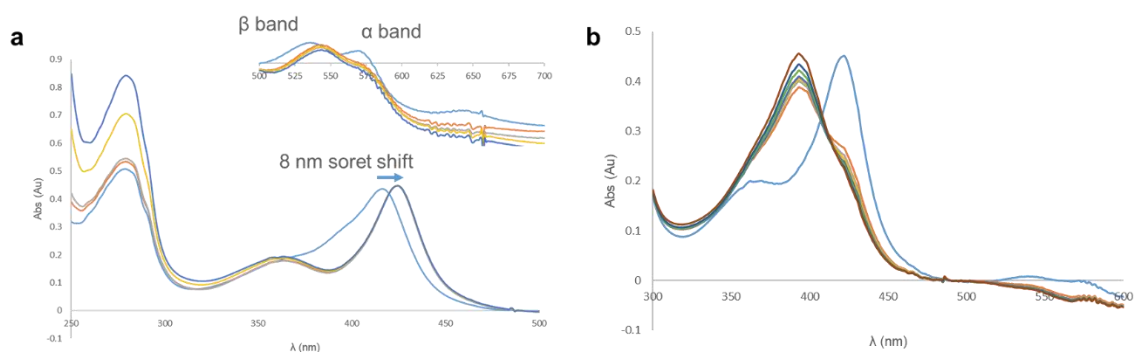 a
β band
α band
500 525 550 575 600 625 650 675 700
8 nm soret shift
Abs (Au)
0.9
0.8
0.7
0.6
0.5
0.4
0.3
0.2
0.1
0
-0.1
250 300 350 400 450 500
λ (nm)
b
Abs (Au)
0.5
0.4
0.3
0.2
0.1
0
-0.1
300 350 400 450 500 550 600
λ (nm)